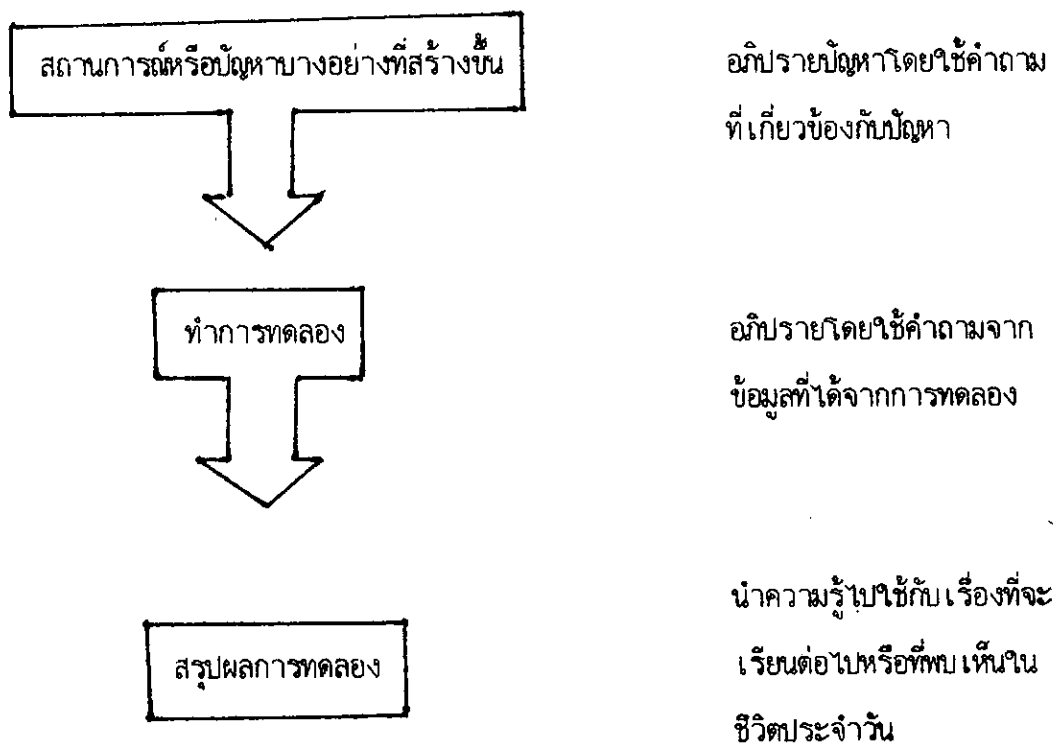 สถานการณ์หรือปัญหาบางอย่างที่สร้างขึ้น
อภิปรายปัญหาโดยใช้คำถาม
ที่เกี่ยวข้องกับปัญหา
ทำการทดลอง
อภิปรายโดยใช้คำถามจาก
ข้อมูลที่ได้จากการทดลอง
สรุปผลการทดลอง
นำความรู้ไปใช้กับเรื่องที่จะ
เรียนต่อไปหรือที่พบเห็นใน
ชีวิตประจำวัน